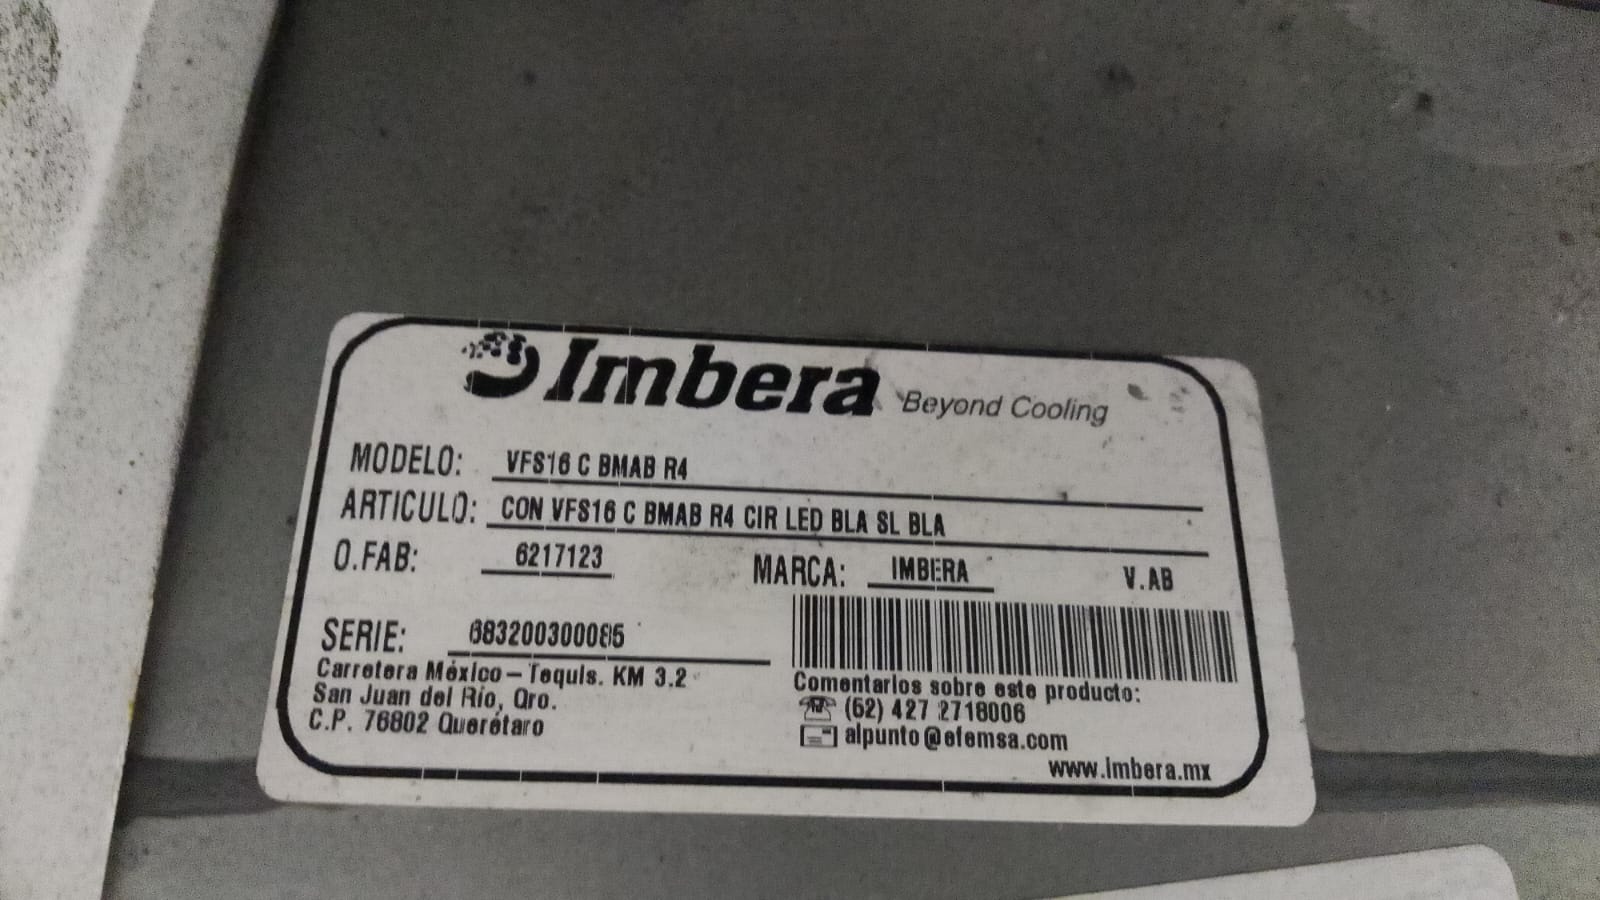 Imbera Beyond Cooling
MODELO: VFS16 C BMAB R4
ARTICULO: CON VFS16 C BMAB R4 CIR LED BLA SL BLA
O.FAB: 6217123 MARCA: IMBERA V.AB
SERIE: 683200300085
Carretera México-Tequis. KM 3.2
San Juan del Río, Qro.
C.P. 76802 Querétaro
Comentarios sobre este producto:
(52) 427 2718006
alpunto@efemsa.com
www.imbera.mx